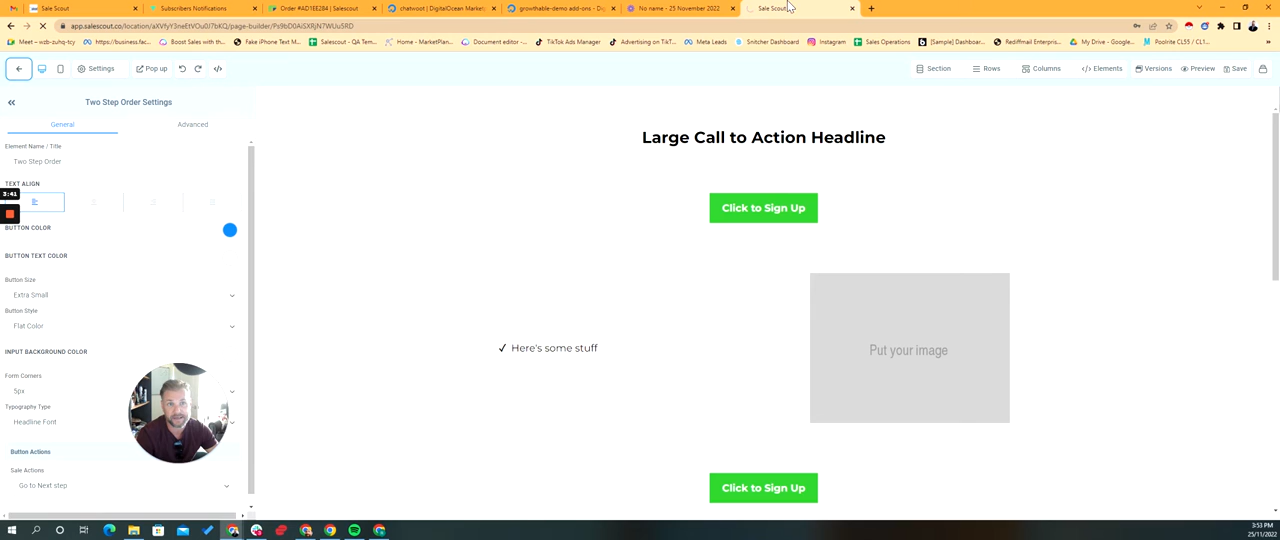 Sale Scout
Subscribers Notifications
Order #AD1EE284 | Salescout
chatwoot | DigitalOcean Market
growthable-demo add-ons - Di
No name - 25 November 2022
Sale Scout
app.salescout.co/location/
Meet – wzb-zuhq-tcy
https://business.fac...
Boost Sales with th...
Fake iPhone Text M...
Salescout - QA Tem...
Home - MarketPlan...
Document editor -...
TikTok Ads Manager
Advertising on TikT...
Meta Leads
Snitcher Dashboard
Instagram
Sales Operations
[Sample] Dashboar...
Rediffmail Enterpris...
My Drive - Google...
Poolrite CL55 / CL1...
Settings
Pop up
Section
Rows
Columns
Elements
Versions
Preview
Save
Two Step Order Settings
General
Advanced
Element Name / Title
Two Step Order
TEXT ALIGN
3:41
BUTTON COLOR
BUTTON TEXT COLOR
Button Size
Extra Small
Button Style
Flat Color
INPUT BACKGROUND COLOR
Form Corners
5px
Typography Type
Headline Font
Button Actions
Sale Actions
Go to Next step
Large Call to Action Headline
Click to Sign Up
✓ Here's some stuff
Put your image
Click to Sign Up
3:53 PM
25/11/2022